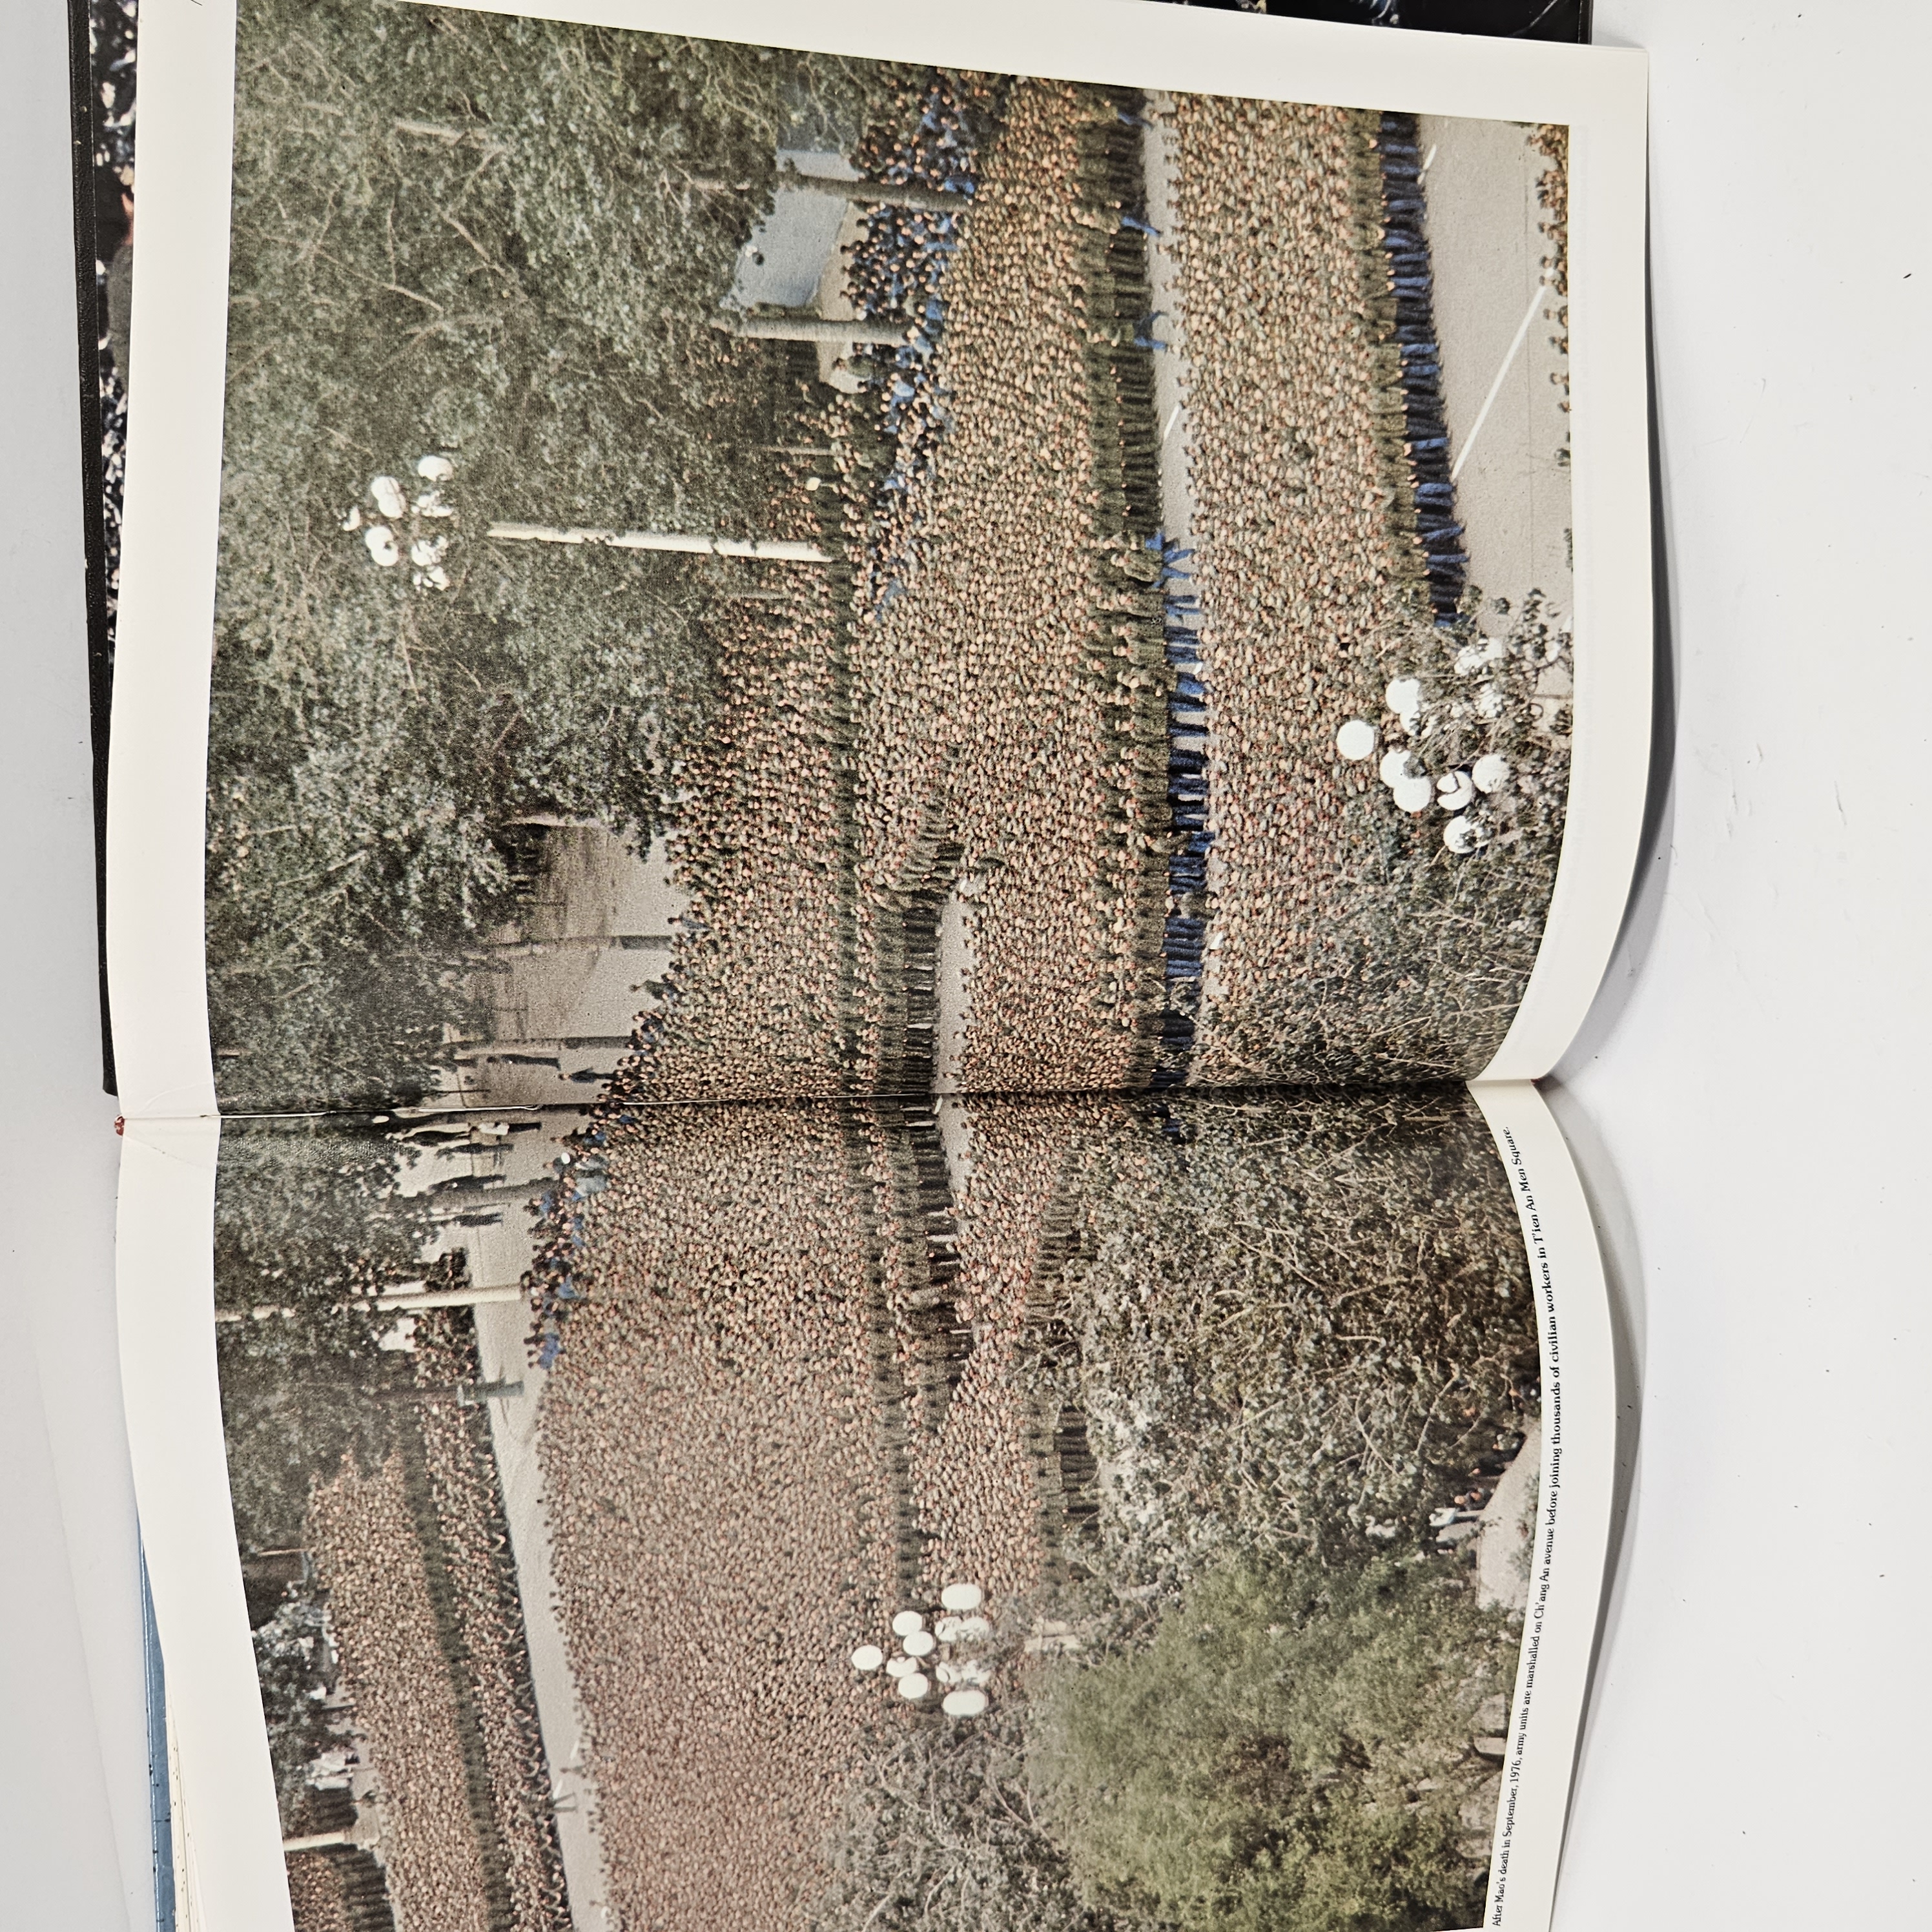 After Mao's death in September, 1976, army units are marshalled on Ch'ang An avenue before joining thousands of civilian workers in T'ien An Men Square.